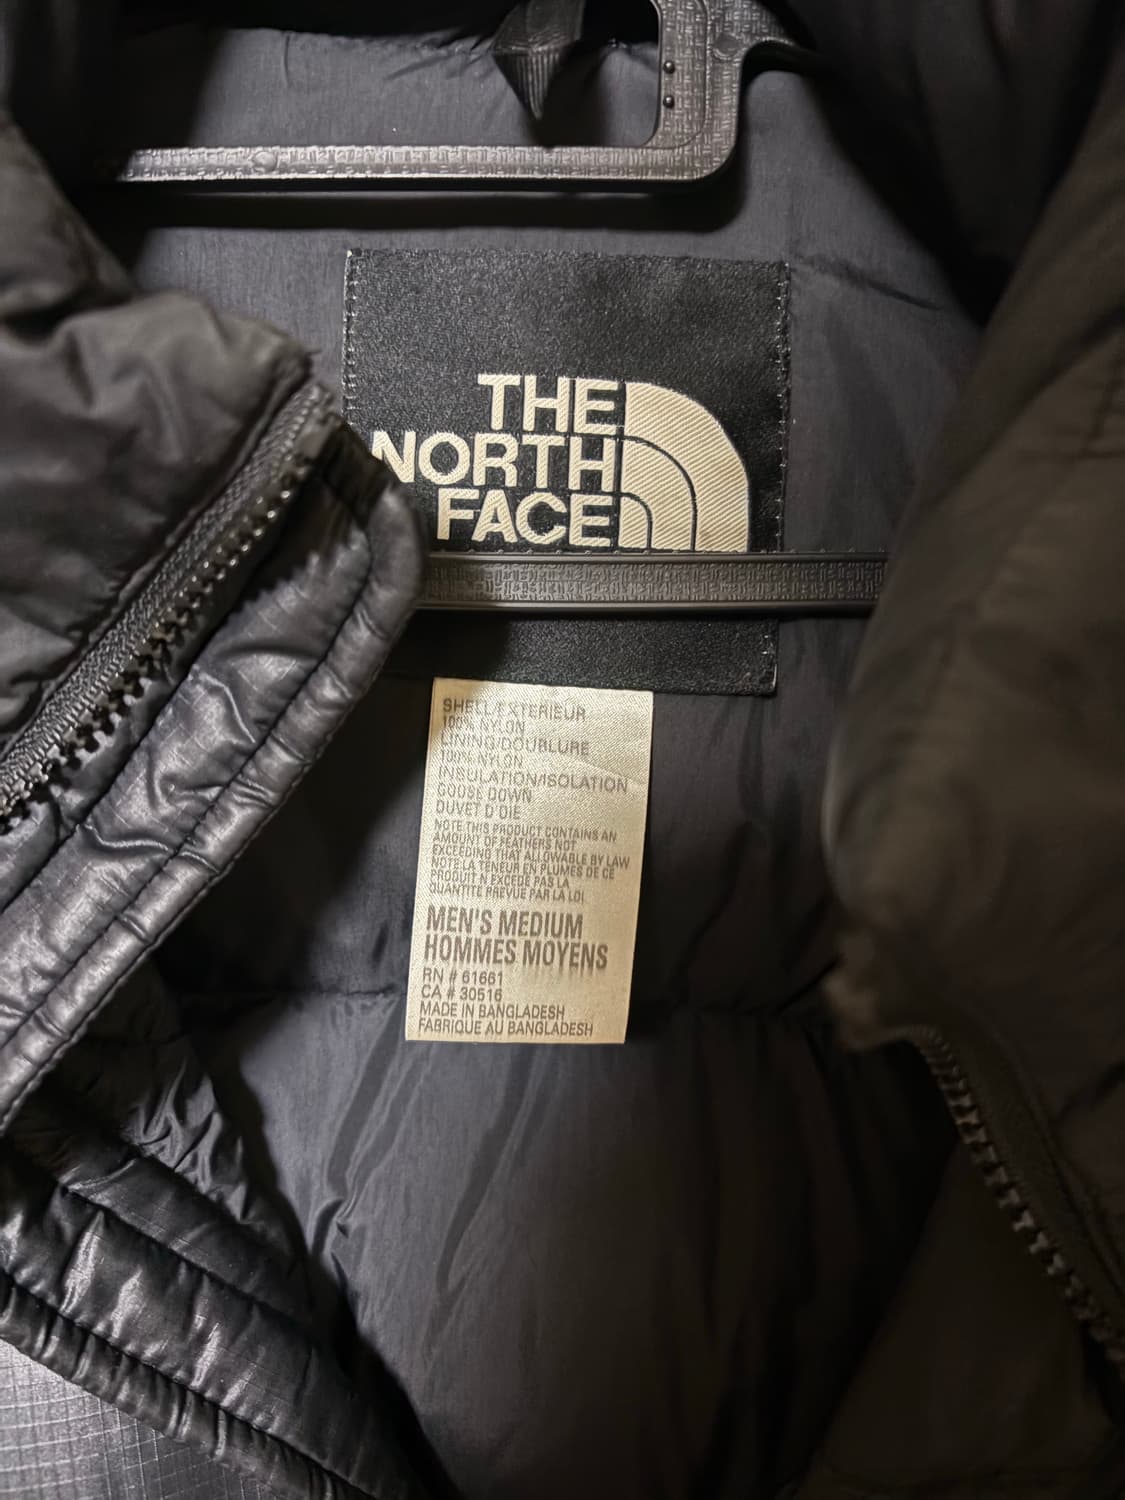 THE
NORTH
FACE
SHELL/EXTERIEUR
100% NYLON
LINING/DOUBLURE
100% NYLON
INSULATION/ISOLATION
GOOSE DOWN
DUVET D'OIE
NOTE THIS PRODUCT CONTAINS AN
AMOUNT OF FEATHERS NOT
EXCEEDING THAT ALLOWABLE BY LAW
NOTE LA TENEUR EN PLUMES DE CE
PRODUIT N EXCEDE PAS LA
QUANTITE PREVUE PAR LA LOI
MEN'S MEDIUM
HOMMES MOYENS
RN # 61661
CA # 30516
MADE IN BANGLADESH
FABRIQUE AU BANGLADESH